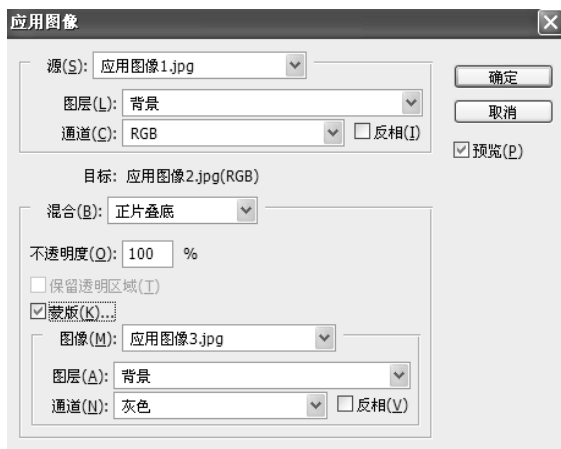 应用图像
源(S): 应用图像1.jpg
图层(L): 背景
通道(C): RGB 反相(I)
确定
取消
预览(P)
目标: 应用图像2.jpg(RGB)
混合(B): 正片叠底
不透明度(O): 100 %
保留透明区域(T)
蒙版(K)...
图像(M): 应用图像3.jpg
图层(A): 背景
通道(N): 灰色 反相(V)